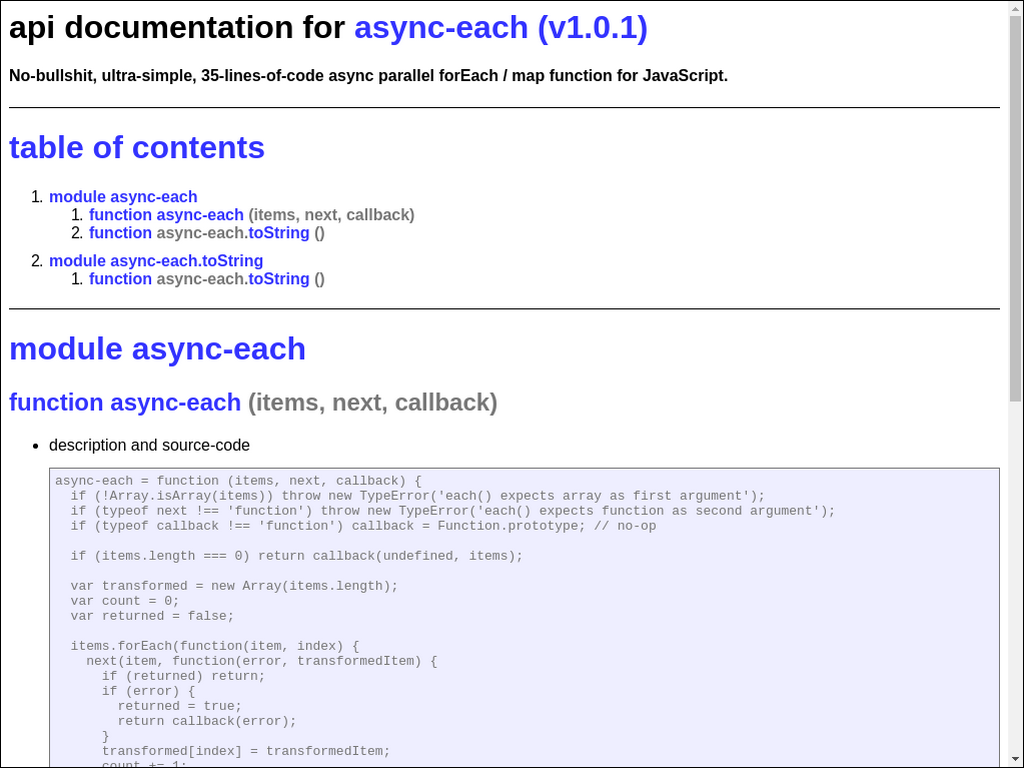 api documentation for async-each (v1.0.1)
No-bullshit, ultra-simple, 35-lines-of-code async parallel forEach / map function for JavaScript.
table of contents
1. module async-each
1. function async-each (items, next, callback)
2. function async-each.toString ()
2. module async-each.toString
1. function async-each.toString ()
module async-each
function async-each (items, next, callback)
• description and source-code
async-each = function (items, next, callback) {
  if (!Array.isArray(items)) throw new TypeError('each() expects array as first argument');
  if (typeof next !== 'function') throw new TypeError('each() expects function as second argument');
  if (typeof callback !== 'function') callback = Function.prototype; // no-op
  if (items.length === 0) return callback(undefined, items);
  var transformed = new Array(items.length);
  var count = 0;
  var returned = false;
  items.forEach(function(item, index) {
    next(item, function(error, transformedItem) {
      if (returned) return;
      if (error) {
        returned = true;
        return callback(error);
      }
      transformed[index] = transformedItem;
      count += 1;